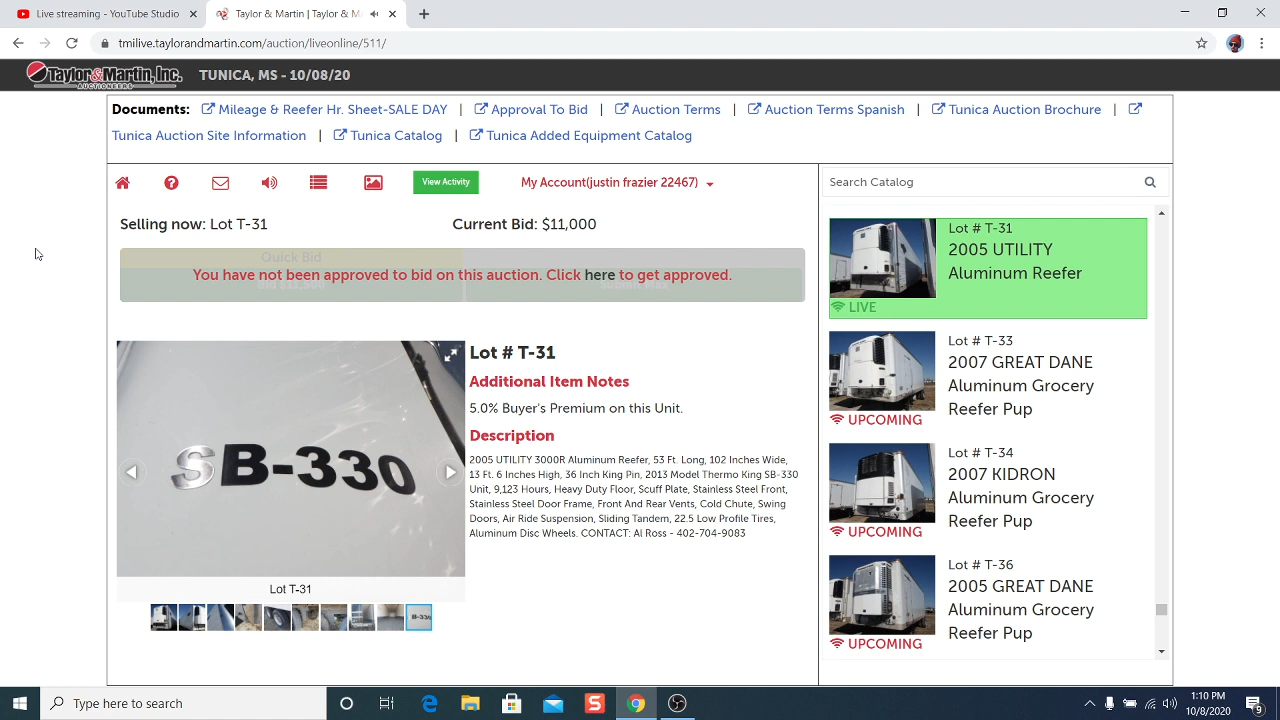 Live streaming - YouTube Studio
Taylor & Martin | Taylor & M
tmlive.taylorandmartin.com/auction/liveonline/511/
Taylor&Martin, Inc.
AUCTIONEERS
TUNICA, MS - 10/08/20
Documents: Mileage & Reefer Hr. Sheet-SALE DAY | Approval To Bid | Auction Terms | Auction Terms Spanish | Tunica Auction Brochure |
Tunica Auction Site Information | Tunica Catalog | Tunica Added Equipment Catalog
View Activity
My Account(justin frazier 22467)
Selling now: Lot T-31
Current Bid: $11,000
Quick Bid
You have not been approved to bid on this auction. Click here to get approved.
Bid $11,500
Submit Max
SB-330
Lot T-31
B-330
Lot # T-31
Additional Item Notes
5.0% Buyer's Premium on this Unit.
Description
2005 UTILITY 3000R Aluminum Reefer, 53 Ft. Long, 102 Inches Wide,
13 Ft. 6 Inches High, 36 Inch King Pin, 2013 Model Thermo King SB-330
Unit, 9,123 Hours, Heavy Duty Floor, Scuff Plate, Stainless Steel Front,
Stainless Steel Door Frame, Front And Rear Vents, Cold Chute, Swing
Doors, Air Ride Suspension, Sliding Tandem, 22.5 Low Profile Tires,
Aluminum Disc Wheels. CONTACT: Al Ross - 402-704-9083
Search Catalog
Lot # T-31
2005 UTILITY
Aluminum Reefer
LIVE
Lot # T-33
2007 GREAT DANE
Aluminum Grocery
Reefer Pup
UPCOMING
Lot # T-34
2007 KIDRON
Aluminum Grocery
Reefer Pup
UPCOMING
Lot # T-36
2005 GREAT DANE
Aluminum Grocery
Reefer Pup
UPCOMING
Type here to search
S
1:10 PM
10/8/2020
9